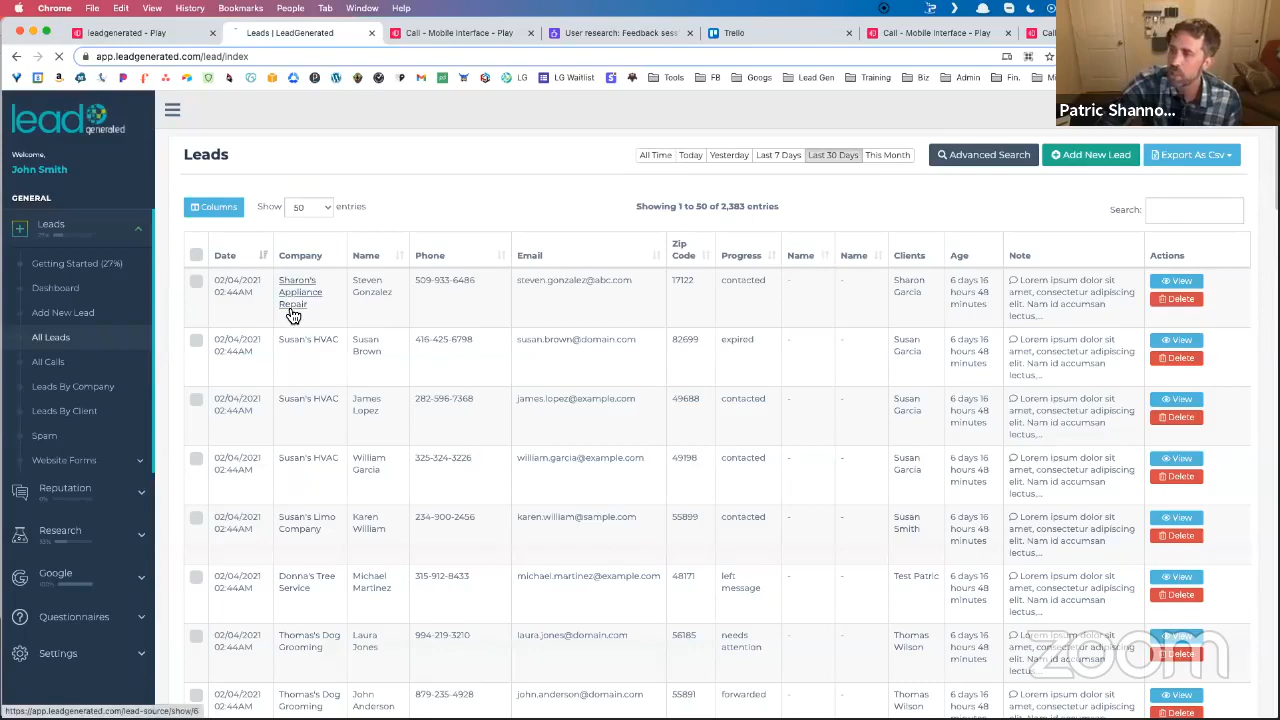 Chrome File Edit View History Bookmarks People Tab Window Help
leadgenerated - Play × Leads | LeadGenerated × Call - Mobile interface - Play × User research: Feedback sess × Trello × Call - Mobile interface - Play ×
app.leadgenerated.com/lead/index
LG LG Waitlist Tools FB Googs Lead Gen Training Biz Admin Fin.
Patric Shanno...
lead generated
Welcome,
John Smith
GENERAL
Leads
27%
Getting Started (27%)
Dashboard
Add New Lead
All Leads
All Calls
Leads By Company
Leads By Client
Spam
Website Forms
Reputation
0%
Research
Google
100%
Questionnaires
Settings
Leads
All Time Today Yesterday Last 7 Days Last 30 Days This Month
Advanced Search Add New Lead Export As Csv
Columns Show 50 entries Showing 1 to 50 of 2,383 entries Search:
Date Company Name Phone Email Zip Code Progress Name Name Clients Age Note Actions
02/04/2021 Sharon's Steven 509-933-6485 steven.gonzalez@abc.com 17122 contacted - - Sharon 6 days 16 Lorem ipsum dolor sit View
02:44AM Appliance Gonzalez Garcia hours 48 amet, consectetur adipiscing Delete
Repair minutes elit. Nam id accumsan
lectus,...
02/04/2021 Susan's HVAC Susan 416-425-6798 susan.brown@domain.com 82699 expired - - Susan 6 days 16 Lorem ipsum dolor sit View
02:44AM Brown Garcia hours 48 amet, consectetur adipiscing Delete
minutes elit. Nam id accumsan
lectus,...
02/04/2021 Susan's HVAC James 282-596-7368 james.lopez@example.com 49688 contacted - - Susan 6 days 16 Lorem ipsum dolor sit View
02:44AM Lopez Garcia hours 48 amet, consectetur adipiscing Delete
minutes elit. Nam id accumsan
lectus,...
02/04/2021 Susan's HVAC William 325-324-3226 william.garcia@example.com 49198 contacted - - Susan 6 days 16 Lorem ipsum dolor sit View
02:44AM Garcia Garcia hours 48 amet, consectetur adipiscing Delete
minutes elit. Nam id accumsan
lectus,...
02/04/2021 Susan's Limo Karen 234-900-2456 karen.william@sample.com 55899 contacted - - Susan 6 days 16 Lorem ipsum dolor sit View
02:44AM Company William Smith hours 48 amet, consectetur adipiscing Delete
minutes elit. Nam id accumsan
lectus,...
02/04/2021 Donna's Tree Michael 315-912-8433 michael.martinez@example.com 48171 left - - Test Patric 6 days 16 Lorem ipsum dolor sit View
02:44AM Service Martinez message hours 48 amet, consectetur adipiscing Delete
minutes elit. Nam id accumsan
lectus,...
02/04/2021 Thomas's Dog Laura 994-219-3210 laura.jones@domain.com 56185 needs - - Thomas 6 days 16 Lorem ipsum dolor sit View
02:44AM Grooming Jones attention Wilson hours 48 amet, consectetur adipiscing Delete
minutes elit. Nam id accumsan
lectus,...
02/04/2021 Thomas's Dog John 879-235-4928 john.anderson@domain.com 55891 forwarded - - Thomas 6 days 16 Lorem ipsum dolor sit View
02:44AM Grooming Anderson Wilson hours 48 amet, consectetur adipiscing Delete
zoom
https://app.leadgenerated.com/lead-source/show/6